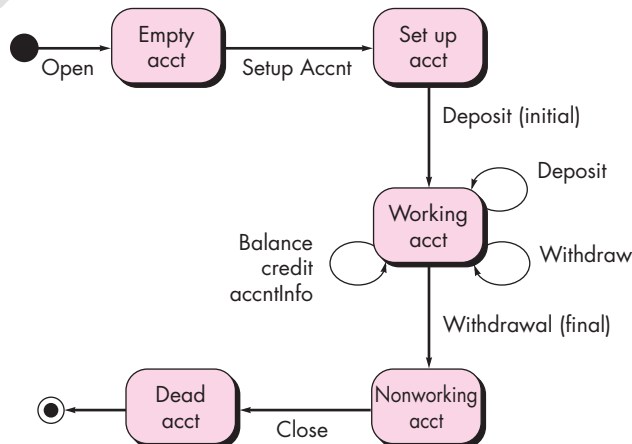 Empty
acct
Set up
acct
Open
Setup Accnt
Deposit (initial)
Deposit
Working
acct
Balance
credit
accntInfo
Withdraw
Withdrawal (final)
Dead
acct
Nonworking
acct
Close